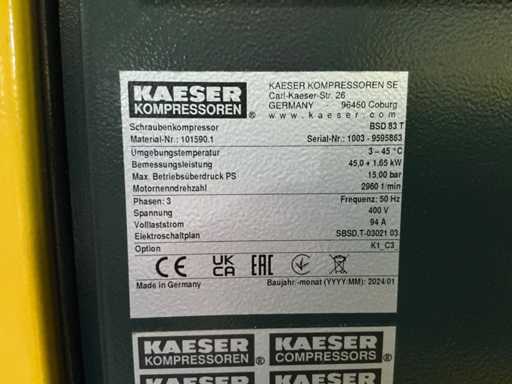 KAESER
KOMPRESSOREN ®
KAESER KOMPRESSOREN SE
Carl-Kaeser-Str. 26
GERMANY - 96450 Coburg
www.kaeser.com
Schraubenkompressor BSD 83 T
Material-Nr.: 101590.1 Serial-Nr.: 1003 - 9595863
Umgebungstemperatur 3 – 45 °C
Bemessungsleistung 45,0 + 1,65 kW
Max. Betriebsüberdruck PS 15,00 bar
Motornenndrehzahl 2960 1/min
Phasen: 3 Frequenz: 50 Hz
Spannung 400 V
Volllaststrom 94 A
Elektroschaltplan SBSD,T-03021 03
Option K1_C3
CE UK CA EAC
Made in Germany Baujahr -monat (YYYY/MM): 2024/01
KAESER KAESER
KOMPRESSOREN ® COMPRESSORS ®
KAESER KAESER